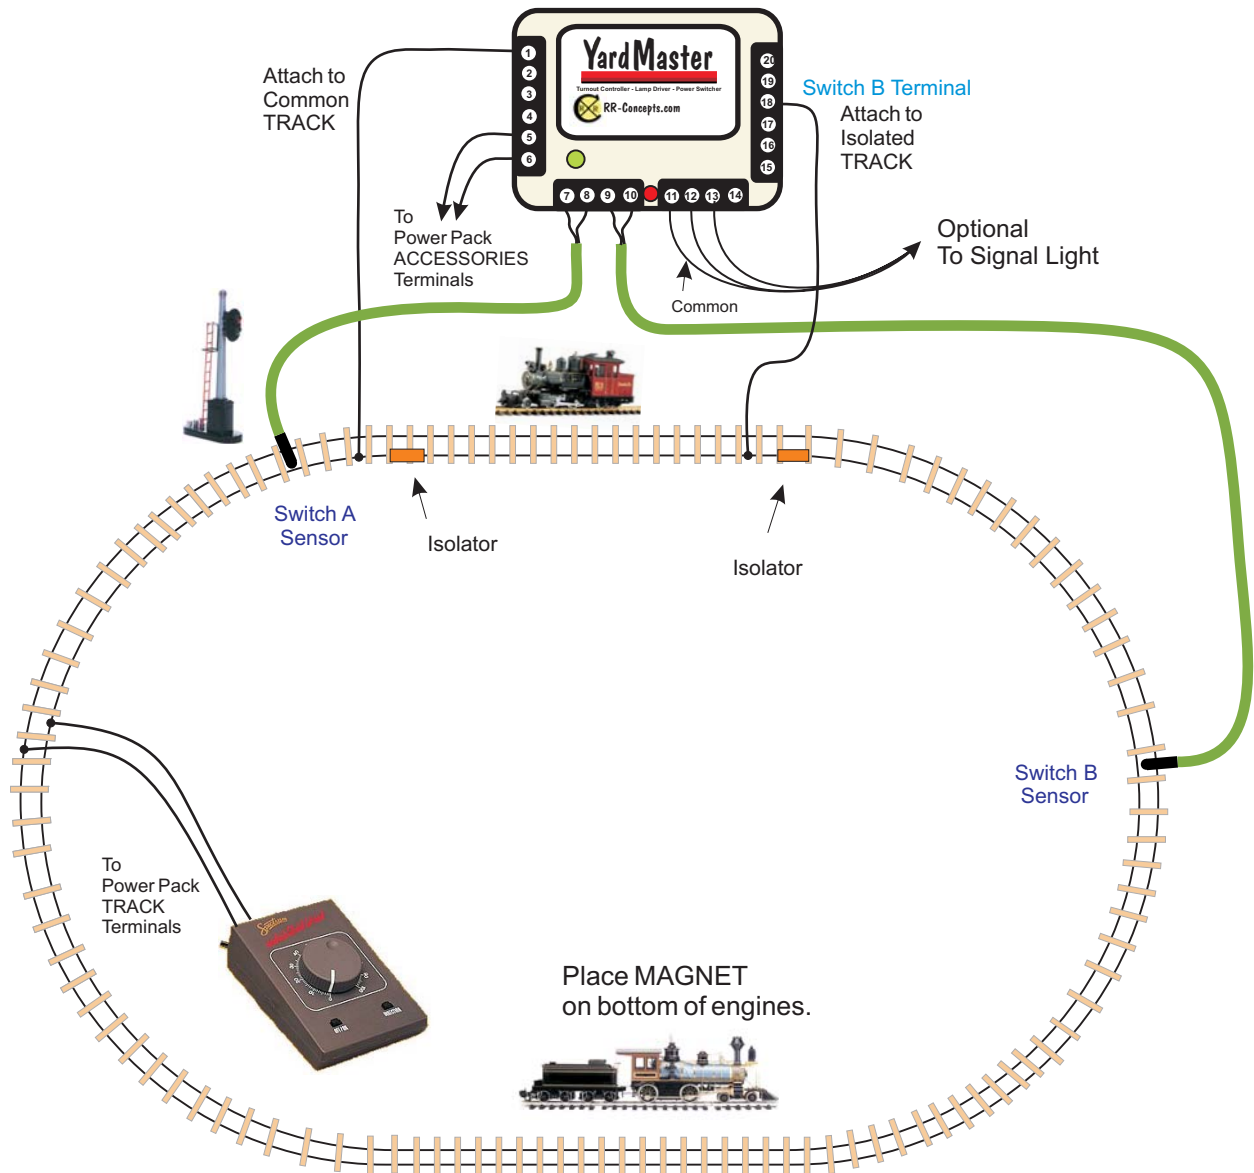 1
2
3
4
5
6
YardMaster
Turnout Controller - Lamp Driver - Power Switcher
RR-Concepts.com
20
19
18
17
16
15
7
8
9
10
11
12
13
14
Attach to
Common
TRACK
Switch B Terminal
Attach to
Isolated
TRACK
To
Power Pack
ACCESSORIES
Terminals
Optional
To Signal Light
Common
Switch A
Sensor
Isolator
Isolator
Switch B
Sensor
To
Power Pack
TRACK
Terminals
Place MAGNET
on bottom of engines.